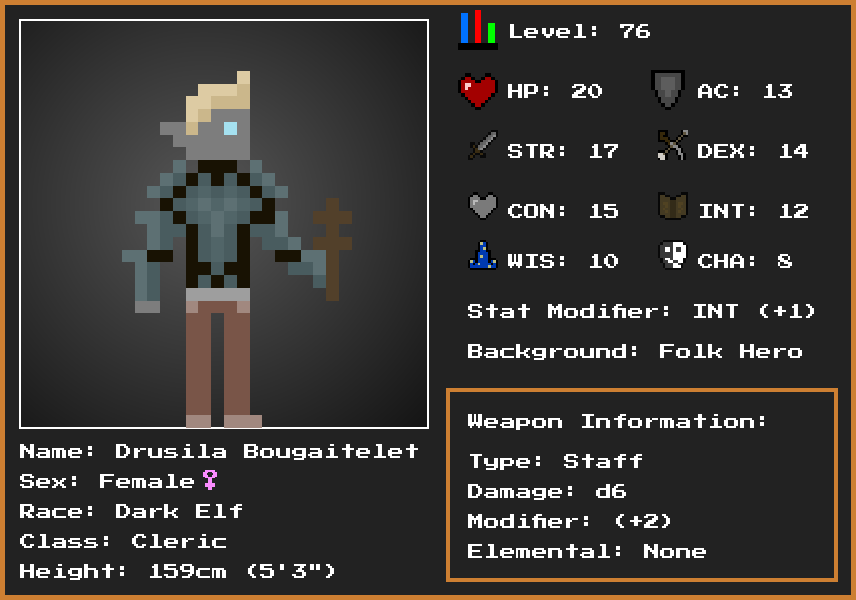 Level: 76
HP: 20
AC: 13
STR: 17
DEX: 14
CON: 15
INT: 12
WIS: 10
CHA: 8
Stat Modifier: INT (+1)
Background: Folk Hero
Weapon Information:
Type: Staff
Damage: d6
Modifier: (+2)
Elemental: None
Name: Drusila Bougaitelet
Sex: Female♀
Race: Dark Elf
Class: Cleric
Height: 159cm (5'3")